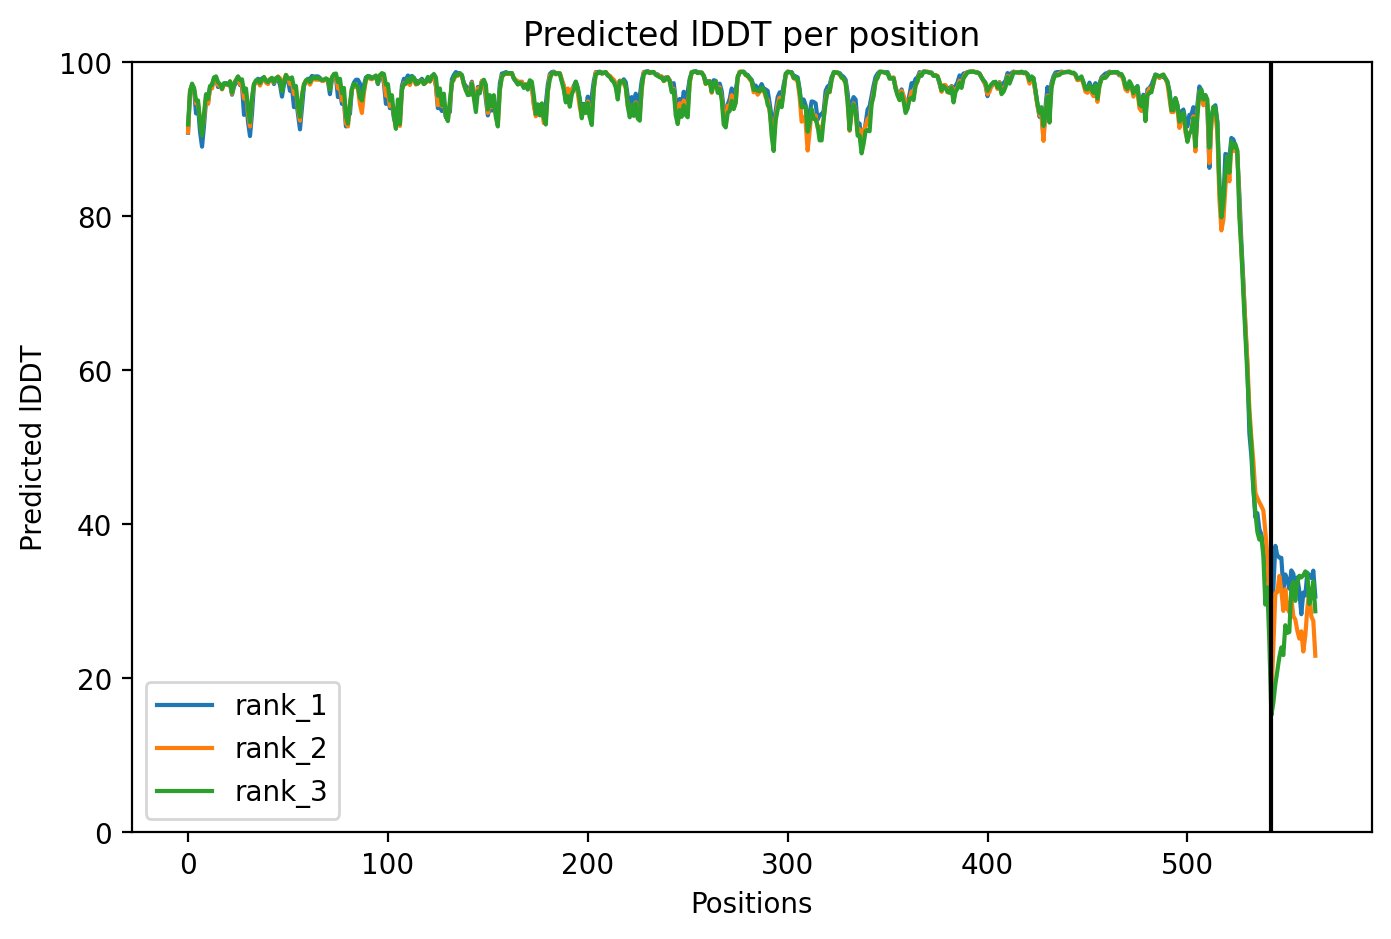 Predicted lDDT per position
100
80
60
40
20
0
Predicted lDDT
rank_1
rank_2
rank_3
0 100 200 300 400 500
Positions